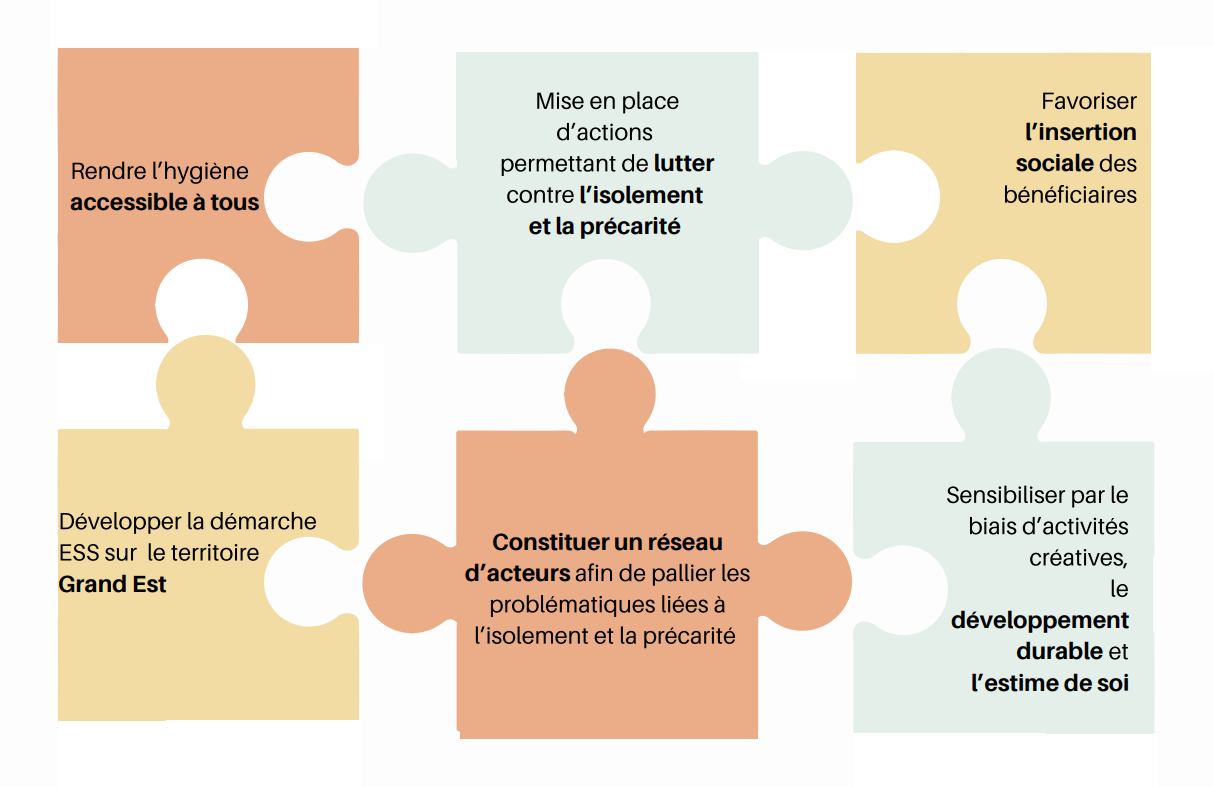 Rendre l’hygiène
accessible à tous
Mise en place
d’actions
permettant de lutter
contre l’isolement
et la précarité
Favoriser
l’insertion
sociale des
bénéficiaires
Développer la démarche
ESS sur le territoire
Grand Est
Constituer un réseau
d’acteurs afin de pallier les
problématiques liées à
l’isolement et la précarité
Sensibiliser par le
biais d’activités
créatives,
le
développement
durable et
l’estime de soi